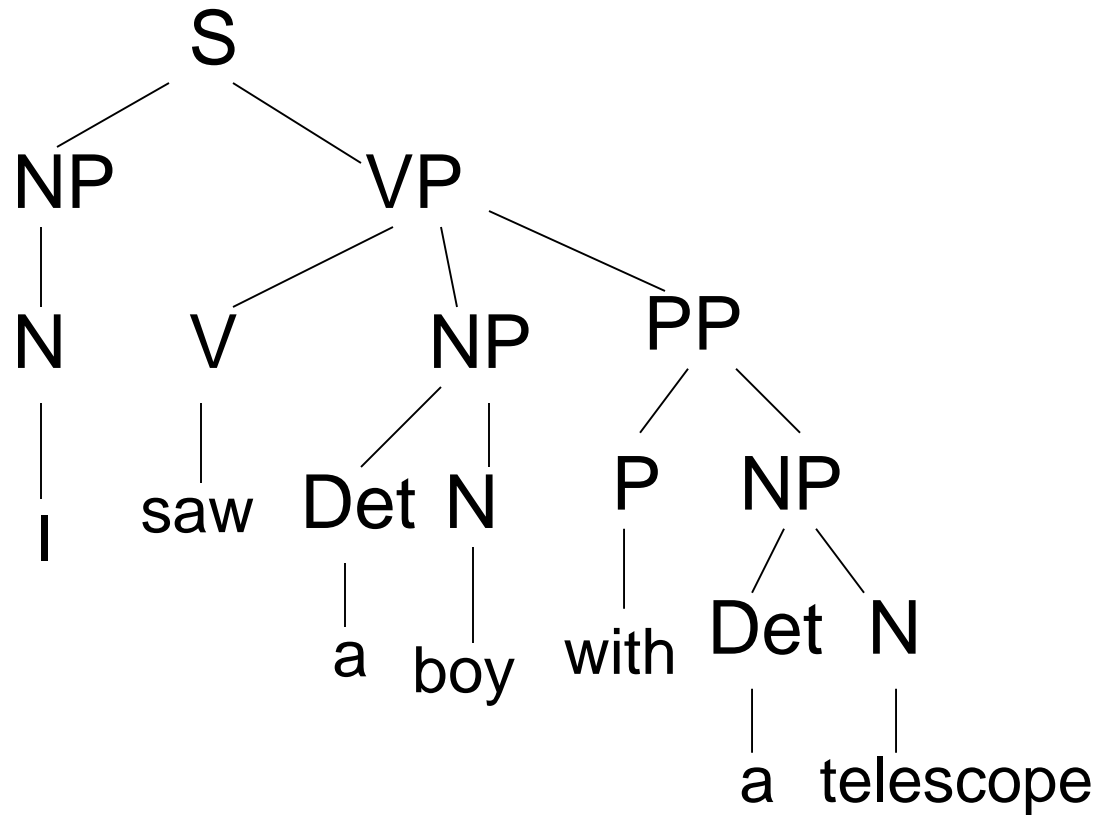 S
NP VP
N V NP PP
Det N P NP
I saw
a boy with Det N
a telescope